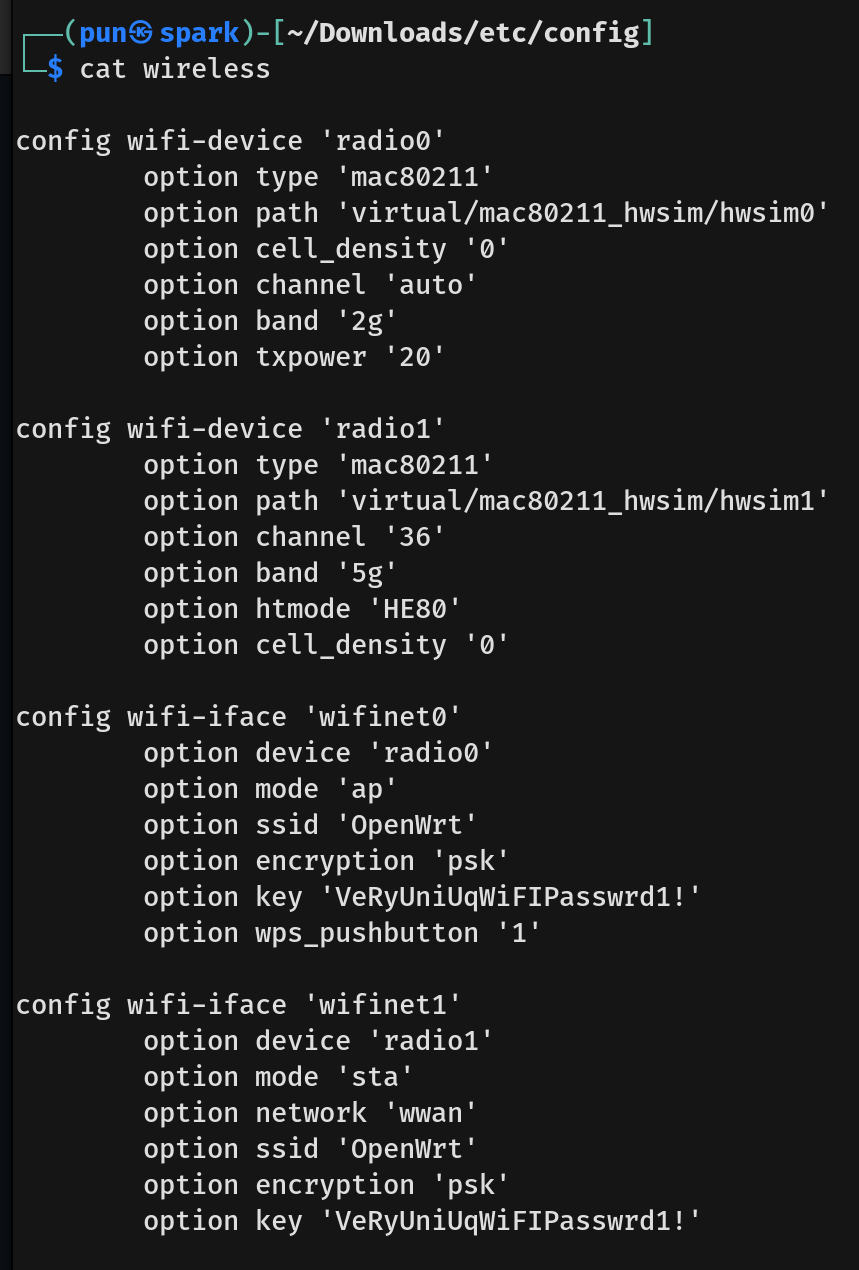 ┌──(pun㉿spark)-[~/Downloads/etc/config]
└─$ cat wireless

config wifi-device 'radio0'
        option type 'mac80211'
        option path 'virtual/mac80211_hwsim/hwsim0'
        option cell_density '0'
        option channel 'auto'
        option band '2g'
        option txpower '20'

config wifi-device 'radio1'
        option type 'mac80211'
        option path 'virtual/mac80211_hwsim/hwsim1'
        option channel '36'
        option band '5g'
        option htmode 'HE80'
        option cell_density '0'

config wifi-iface 'wifinet0'
        option device 'radio0'
        option mode 'ap'
        option ssid 'OpenWrt'
        option encryption 'psk'
        option key 'VeRyUniUqWiFIPasswrd1!'
        option wps_pushbutton '1'

config wifi-iface 'wifinet1'
        option device 'radio1'
        option mode 'sta'
        option network 'wwan'
        option ssid 'OpenWrt'
        option encryption 'psk'
        option key 'VeRyUniUqWiFIPasswrd1!'